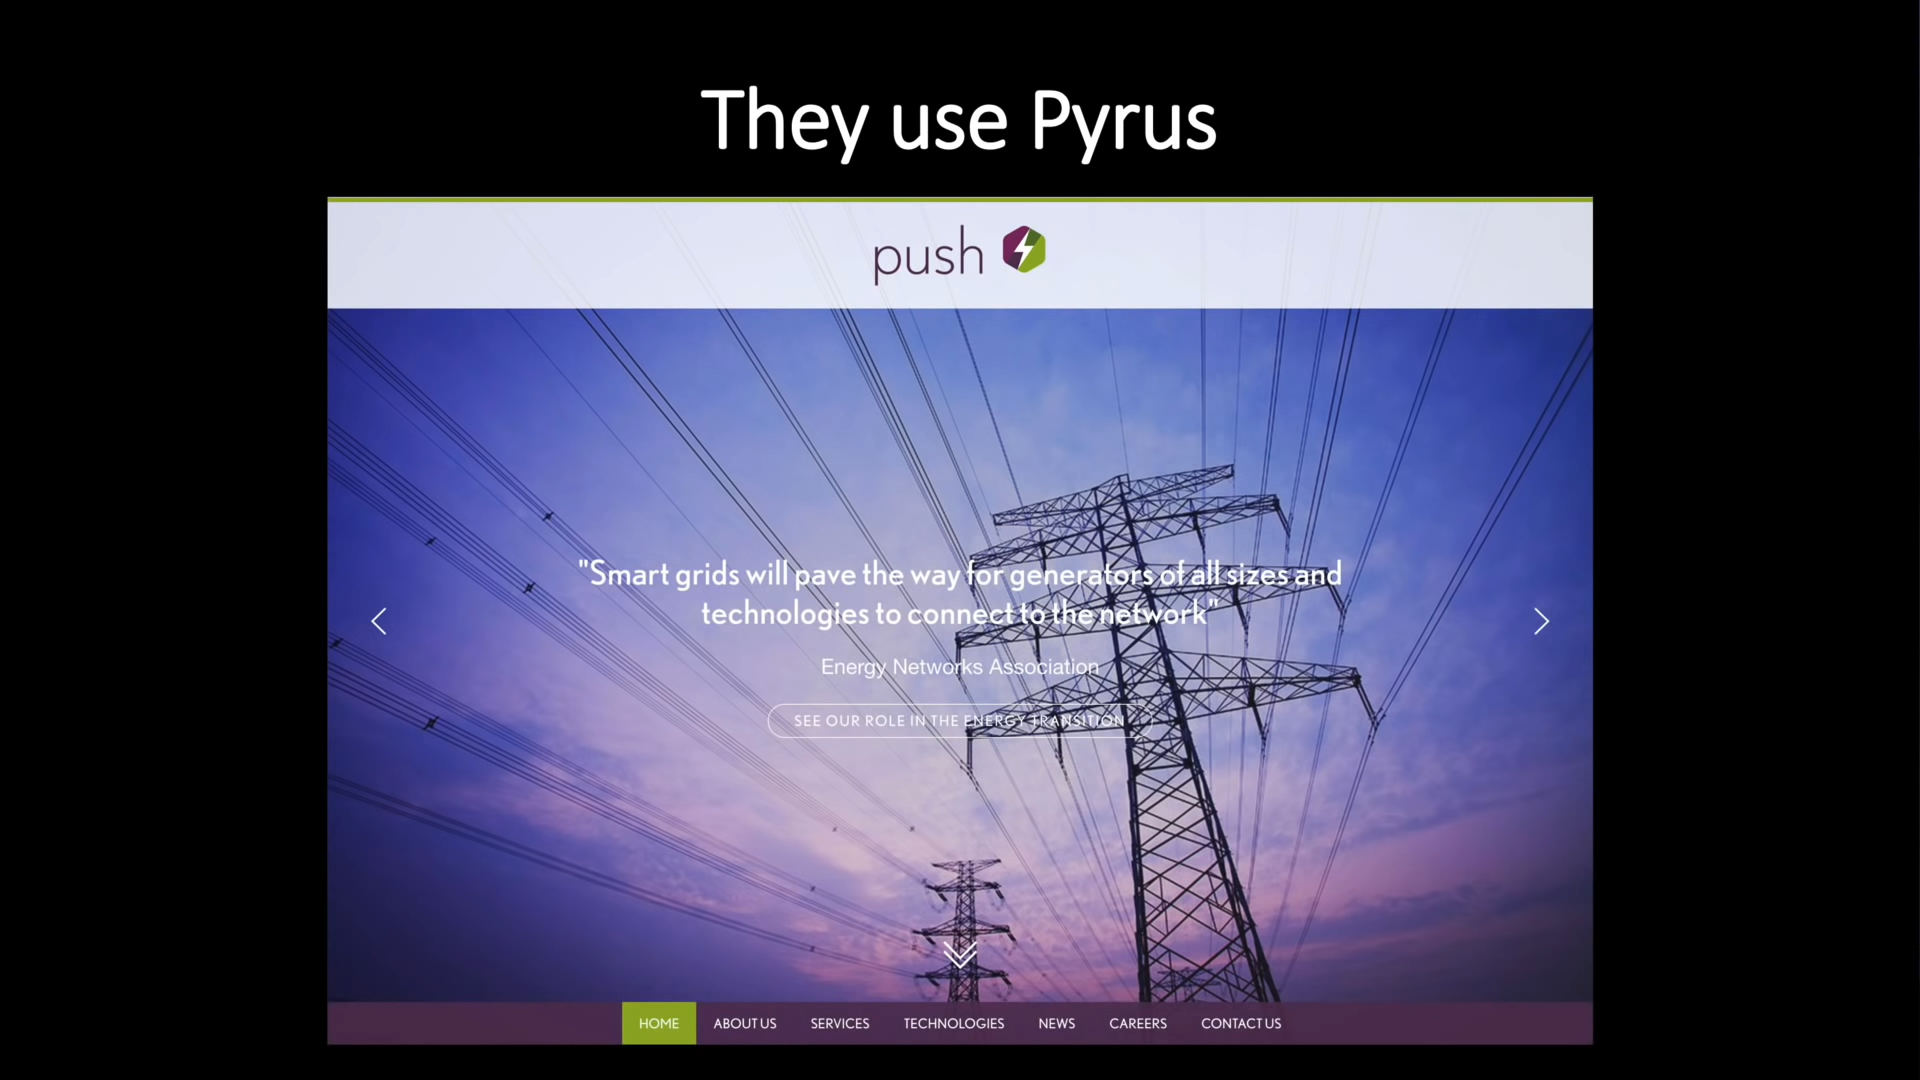 They use Pyrus
push
"Smart grids will pave the way for generators of all sizes and
technologies to connect to the network"
Energy Networks Association
SEE OUR ROLE IN THE ENERGY TRANSITION
HOME ABOUT US SERVICES TECHNOLOGIES NEWS CAREERS CONTACT US